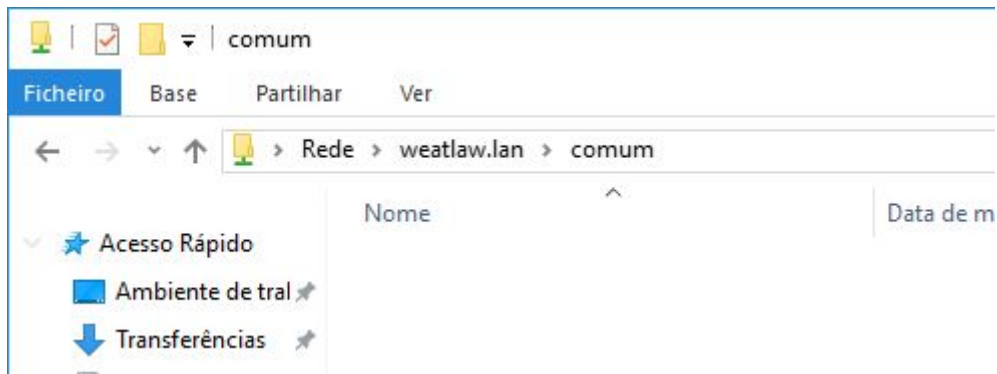 comum
Ficheiro Base Partilhar Ver
Rede > weatlaw.lan > comum
Nome Data de m
Acesso Rápido
Ambiente de tral
Transferências